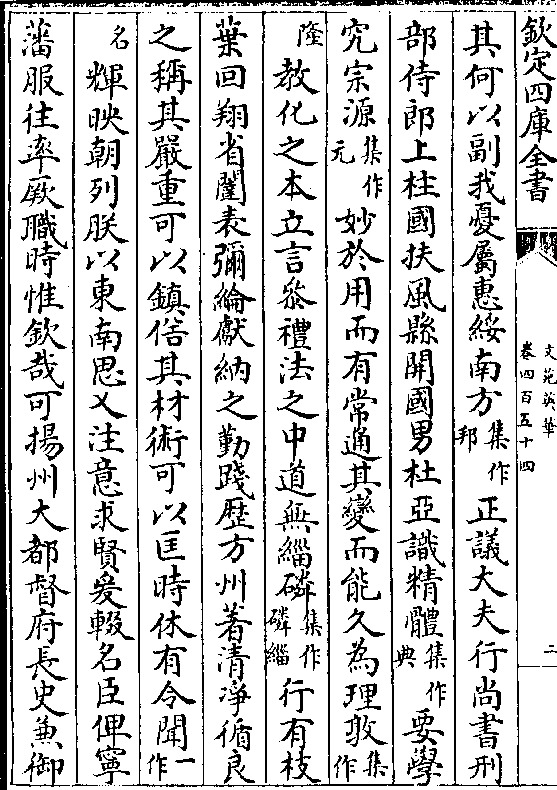 欽定四庫全書
文苑英華
卷四百五十四
二
其何以副我憂屬惠綏南方集作邦正議大夫行尚書刑
部侍郎上柱國扶風縣開國男杜亞識精體集作典要學
究宗源集作元妙於用而有常通其變而能久為理敦集作
隆教化之本立言叅禮法之中道無緇磷集作磷緇行有枝
葉回翔省闥表彌綸獻納之勤踐歴方州著清淨循良
之稱其嚴重可以鎮俗其材術可以匡時休有令聞一作
名輝映朝列朕以東南思乂注意求賢爰輟名臣俾寧
藩服往率厥職時惟欽哉可揚州大都督府長史兼御